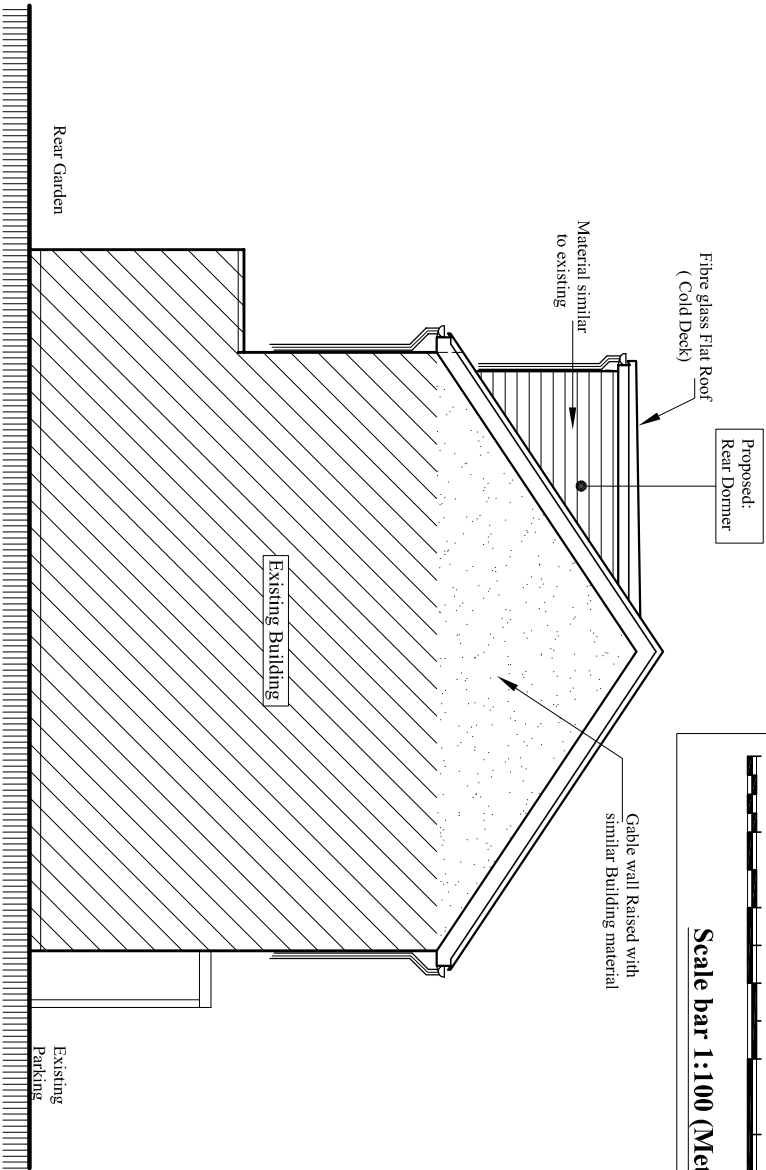 Proposed:
Rear Dormer
Fibre glass Flat Roof
( Cold Deck)
Material similar
to existing
Gable wall Raised with
similar Building material
Existing Building
Rear Garden
Existing
Parking
Scale bar 1:100